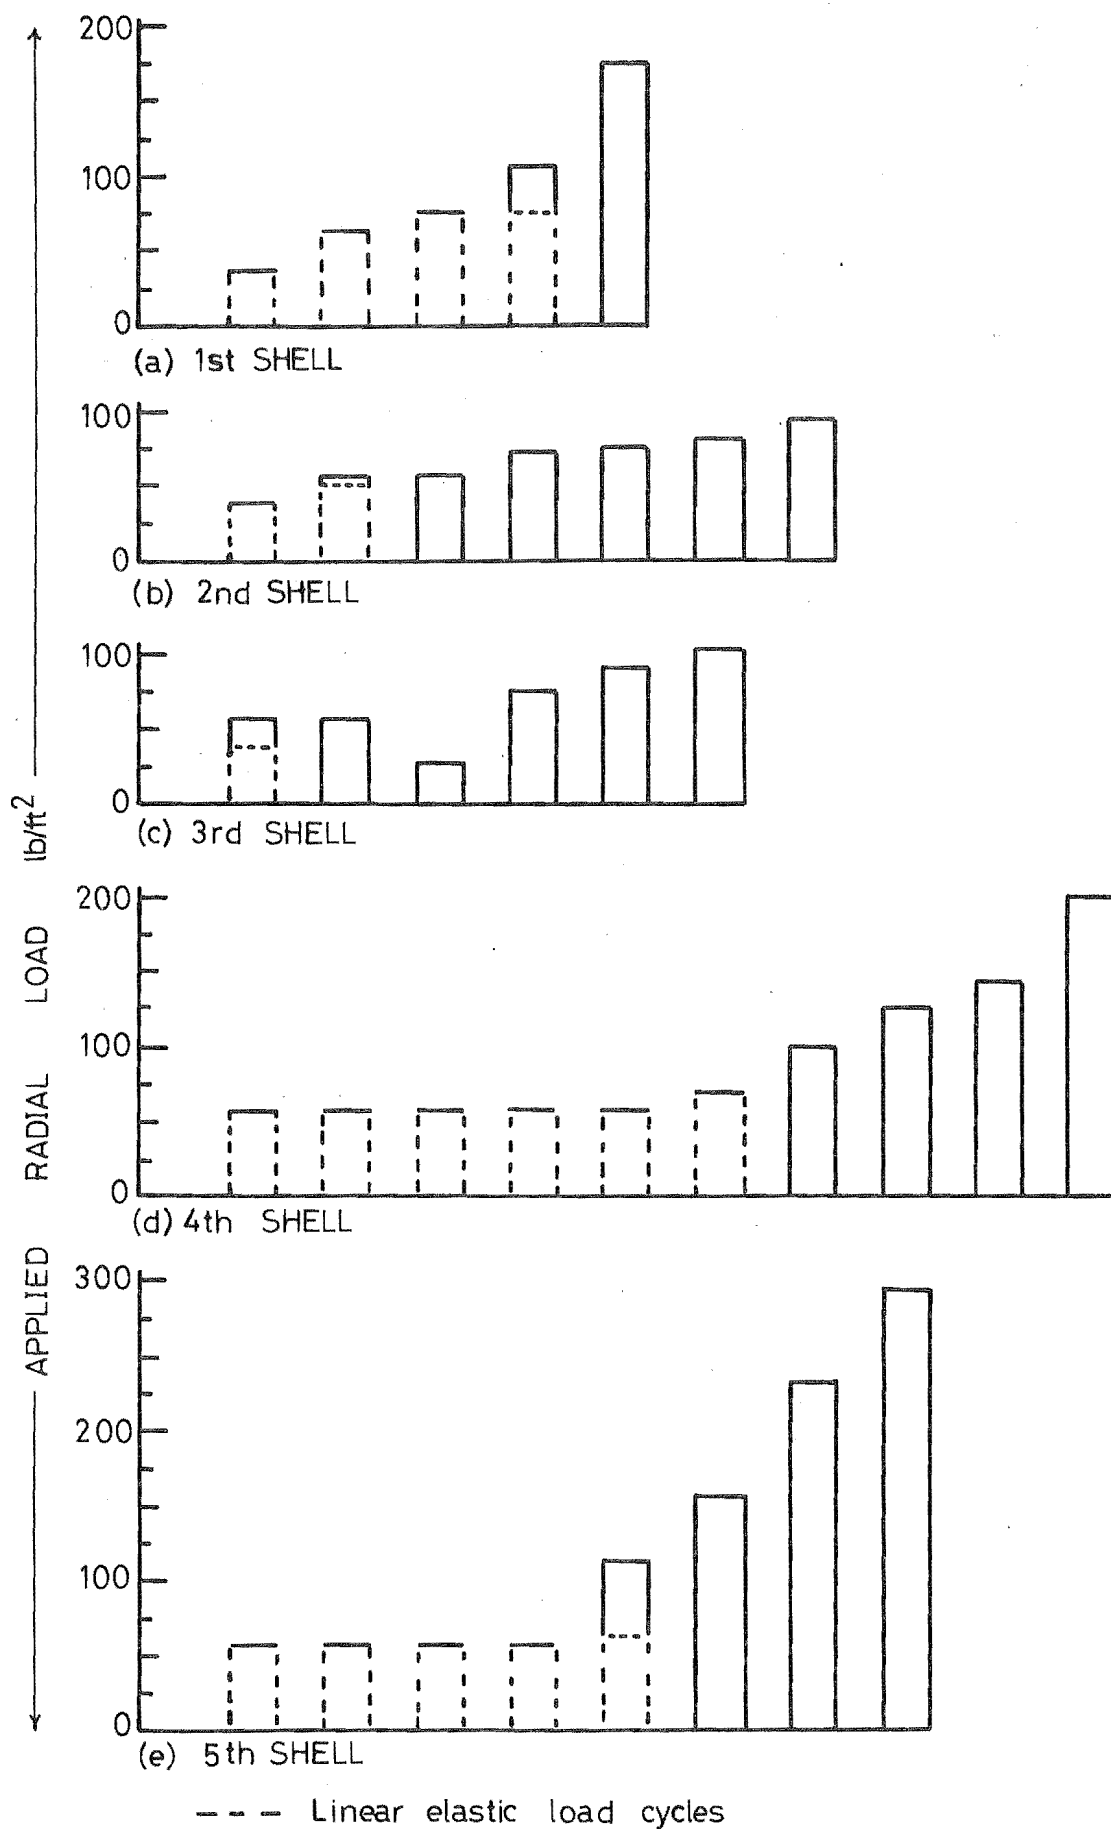 200
100
0
(a) 1st SHELL
100
0
(b) 2nd SHELL
100
0
(c) 3rd SHELL
200
100
0
(d) 4th SHELL
300
200
100
0
(e) 5th SHELL
APPLIED RADIAL LOAD lb/ft²
--- Linear elastic load cycles